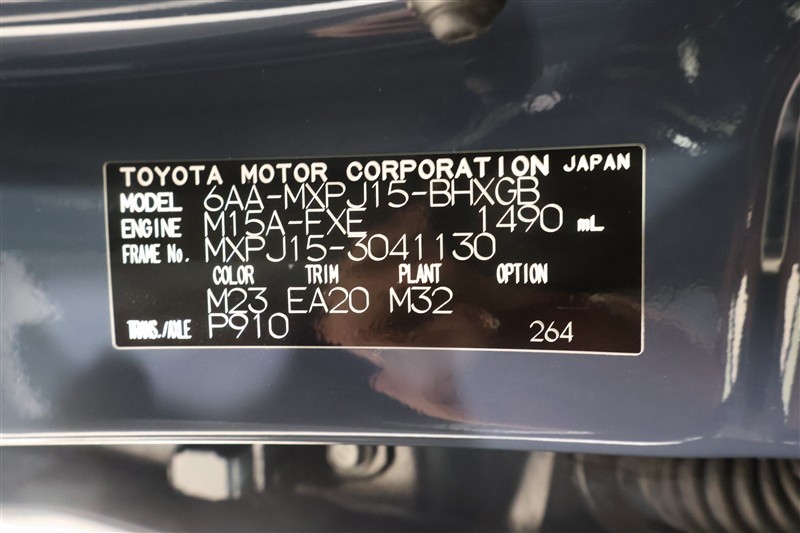 TOYOTA MOTOR CORPORATION JAPAN
MODEL 6AA-MXPJ15-BHXGB
ENGINE M15A-FXE 1490 mL
FRAME No. MXPJ15-3041130
COLOR TRIM PLANT OPTION
M23 EA20 M32
TRANS./AXLE P910 264